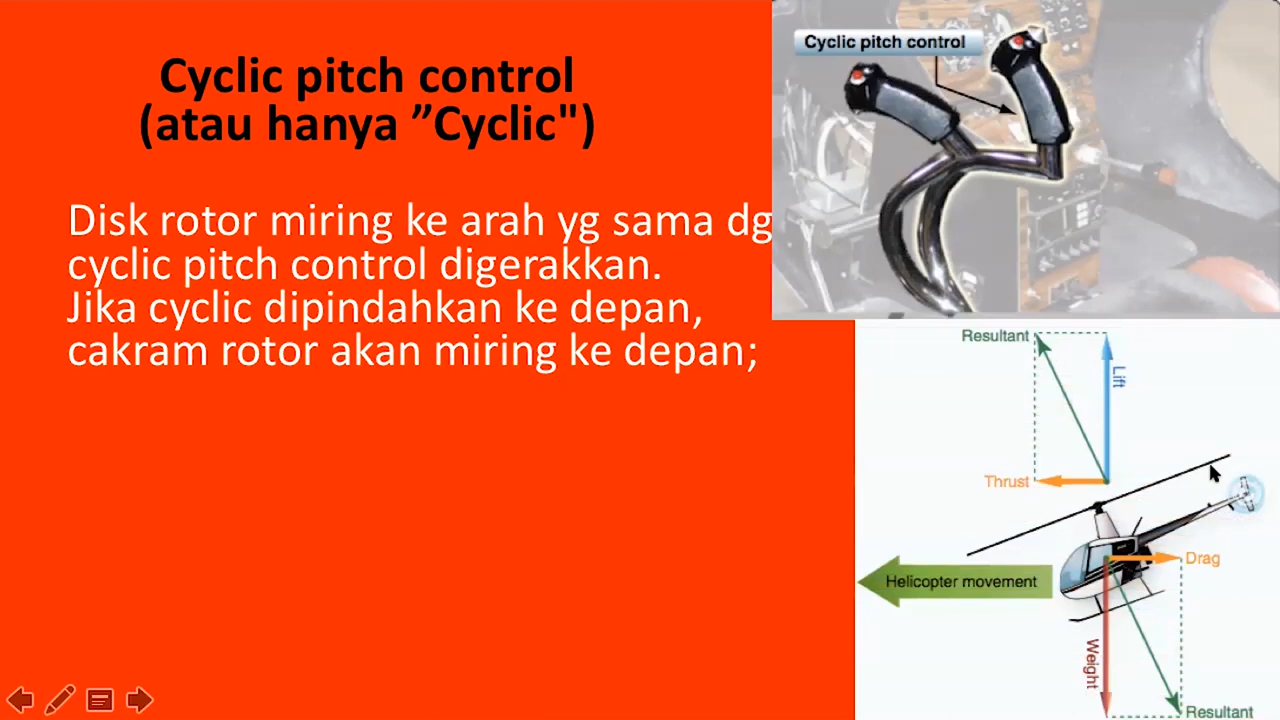 Cyclic pitch control
(atau hanya ”Cyclic")
Disk rotor miring ke arah yg sama dg
cyclic pitch control digerakkan.
Jika cyclic dipindahkan ke depan,
cakram rotor akan miring ke depan;
Cyclic pitch control
Resultant
Lift
Thrust
Drag
Helicopter movement
Weight
Resultant